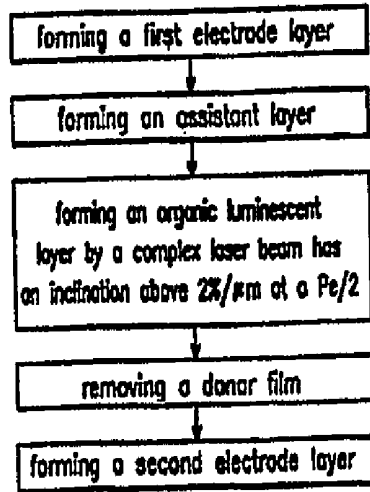 forming a first electrode layer
forming an assistant layer
forming an organic luminescent
layer by a complex laser beam has
an inclination above 2%/μm at a Pe/2
removing a donar film
forming a second electrode layer